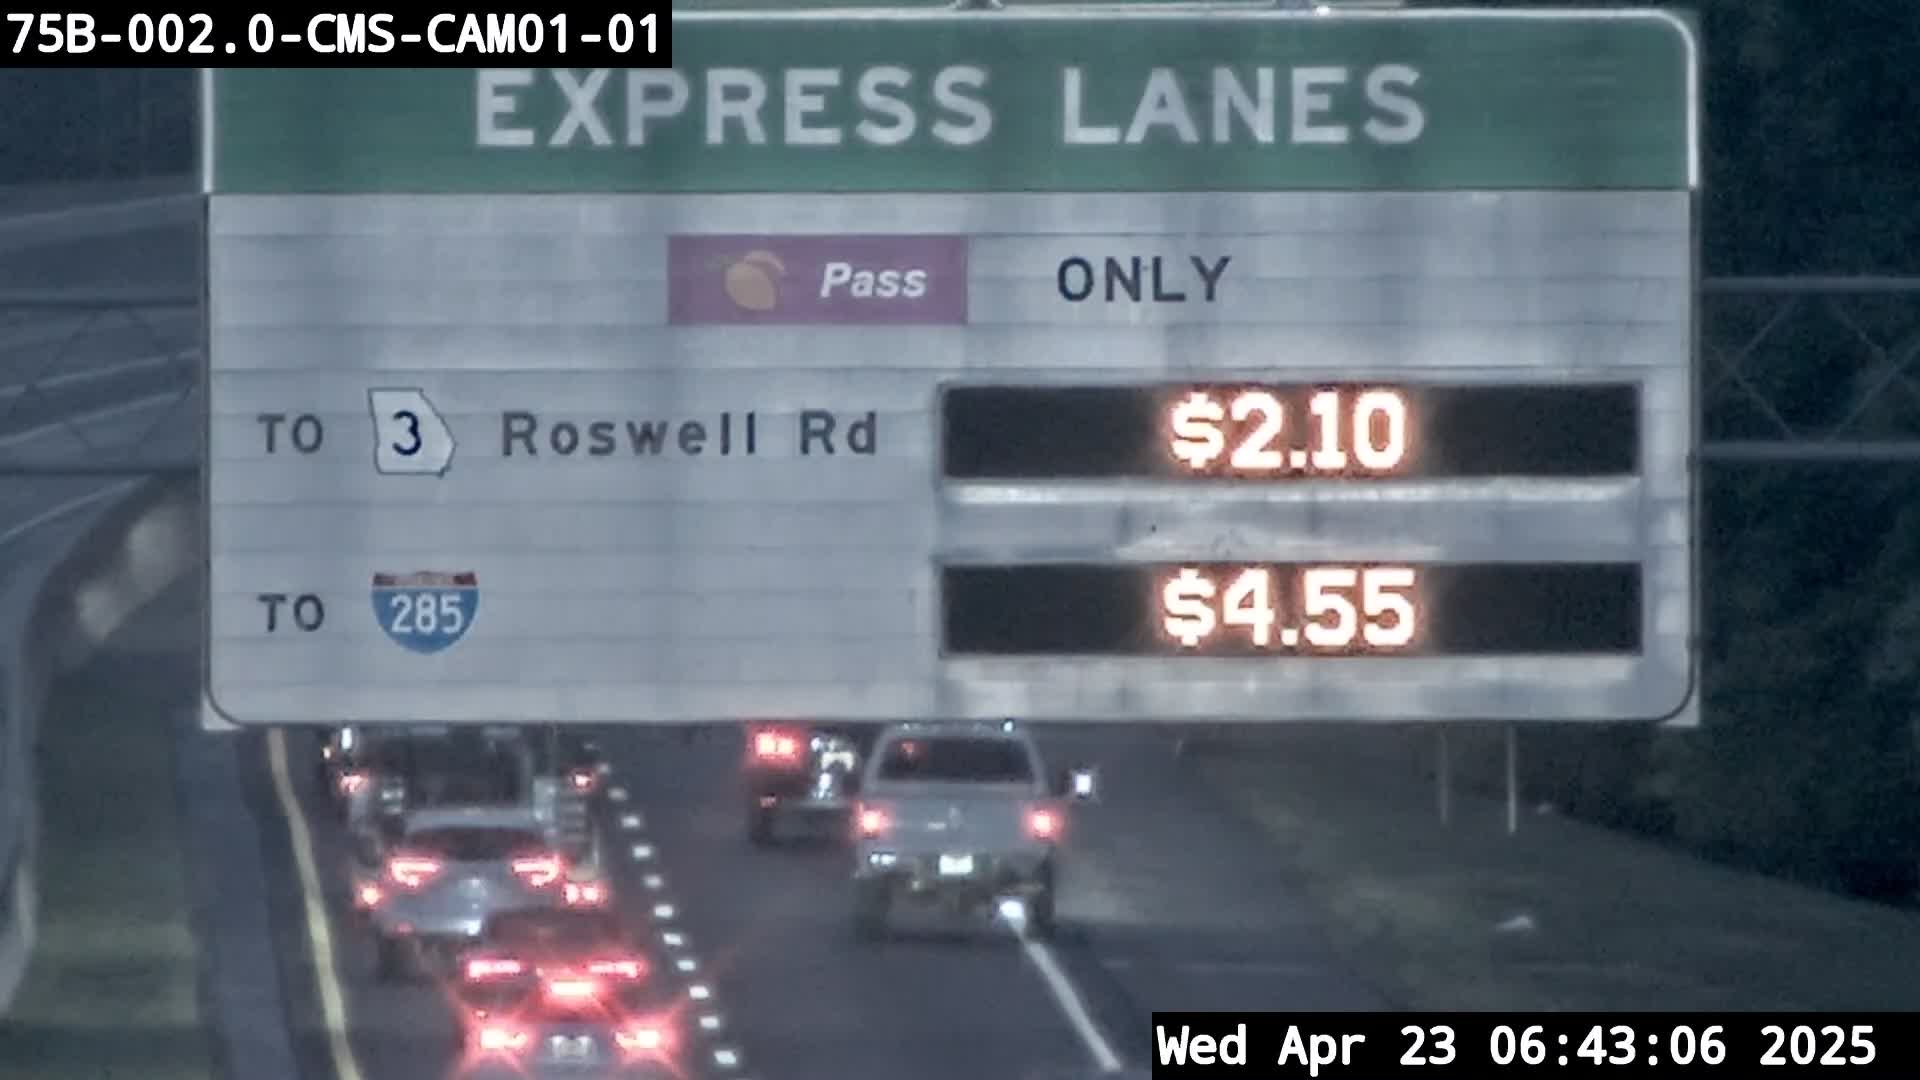 75B-002.0-CMS-CAM01-01
EXPRESS LANES
Pass ONLY
TO 3 Roswell Rd $2.10
TO 285 $4.55
Wed Apr 23 06:43:06 2025